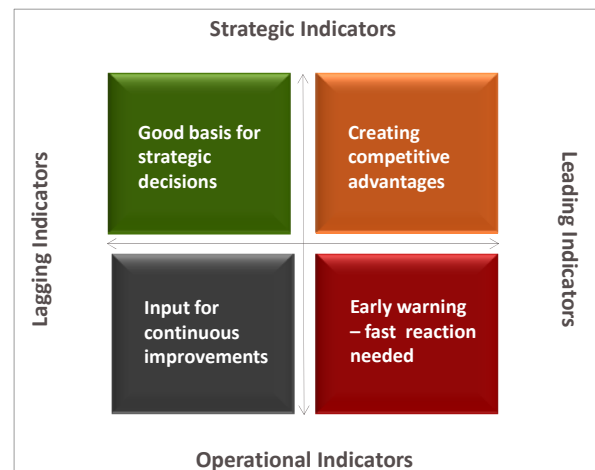 Strategic Indicators
Good basis for
strategic
decisions
Creating
competitive
advantages
Lagging Indicators
Leading Indicators
Input for
continuous
improvements
Early warning
– fast reaction
needed
Operational Indicators